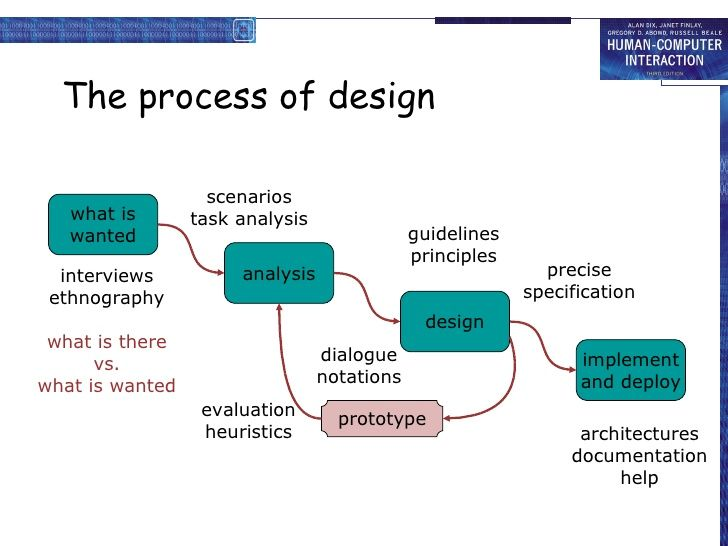 ALAN DIX, JANET FINLAY,
GREGORY D. ABOWD, RUSSELL BEALE
HUMAN-COMPUTER
INTERACTION
THIRD EDITION
The process of design
what is
wanted
scenarios
task analysis
guidelines
principles
interviews
ethnography
analysis
precise
specification
what is there
vs.
what is wanted
design
dialogue
notations
implement
and deploy
evaluation
heuristics
prototype
architectures
documentation
help